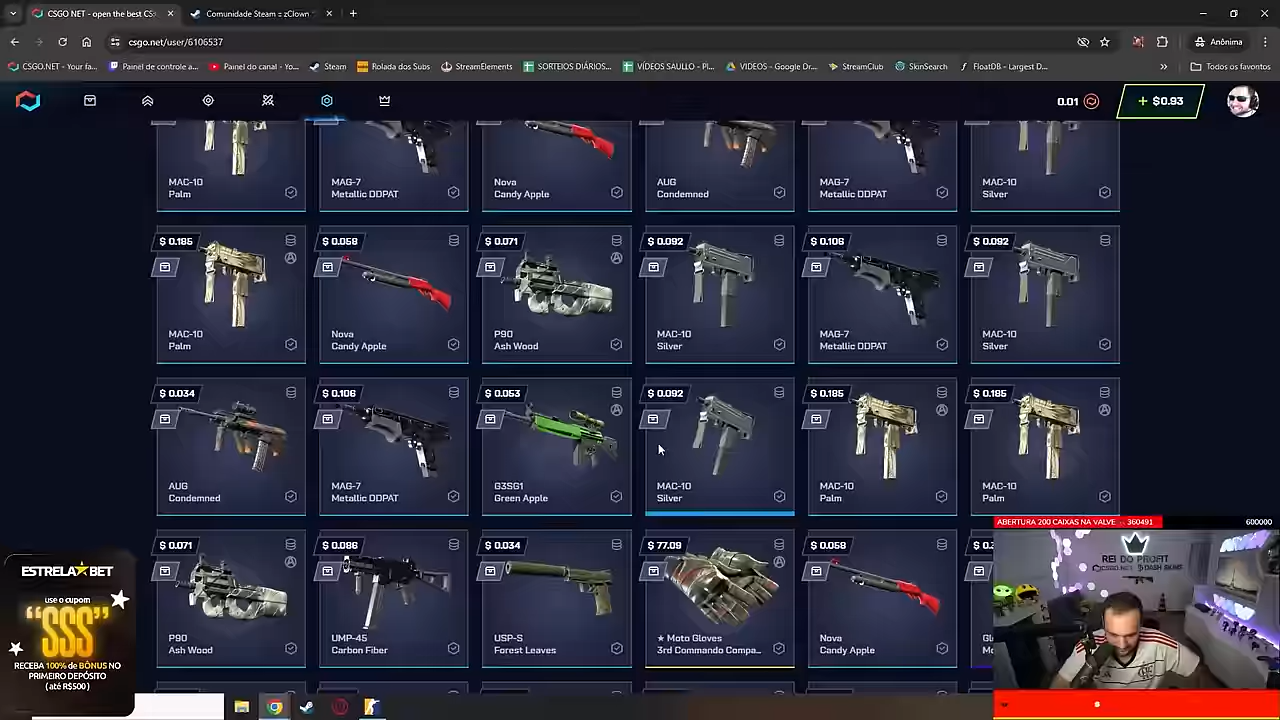 CSGO NET - open the best CS:
Comunidade Steam :: zClown
csgo.net/user/6106537
Anônima
CSGO.NET - Your fa...
Painel de controle a...
Painel do canal - Yo...
Steam
Rolada dos Subs
StreamElements
SORTEIOS DIÁRIOS...
VÍDEOS SAULLO - Pl...
VIDEOS - Google Dr...
StreamClub
SkinSearch
FloatDB - Largest D...
Todos os favoritos
0.01
+ $0.93
MAC-10
Palm
MAG-7
Metallic DDPAT
Nova
Candy Apple
AUG
Condemned
MAG-7
Metallic DDPAT
MAC-10
Silver
$ 0.185
MAC-10
Palm
$ 0.058
Nova
Candy Apple
$ 0.071
P90
Ash Wood
$ 0.092
MAC-10
Silver
$ 0.106
MAG-7
Metallic DDPAT
$ 0.092
MAC-10
Silver
$ 0.034
AUG
Condemned
$ 0.106
MAG-7
Metallic DDPAT
$ 0.053
G3SG1
Green Apple
$ 0.092
MAC-10
Silver
$ 0.185
MAC-10
Palm
$ 0.185
MAC-10
Palm
$ 0.071
P90
Ash Wood
$ 0.098
UMP-45
Carbon Fiber
$ 0.034
USP-S
Forest Leaves
$ 77.09
★ Moto Gloves
3rd Commando Compa...
$ 0.058
Nova
Candy Apple
ABERTURA 200 CAIXAS NA VALVE
360491
600000
REI DO PROFIT
CSGO.NET
DASH SKINS
ESTRELA★BET
use o cupom
"SSS"
RECEBA 100% de BÔNUS NO
PRIMEIRO DEPÓSITO
(até R$500)